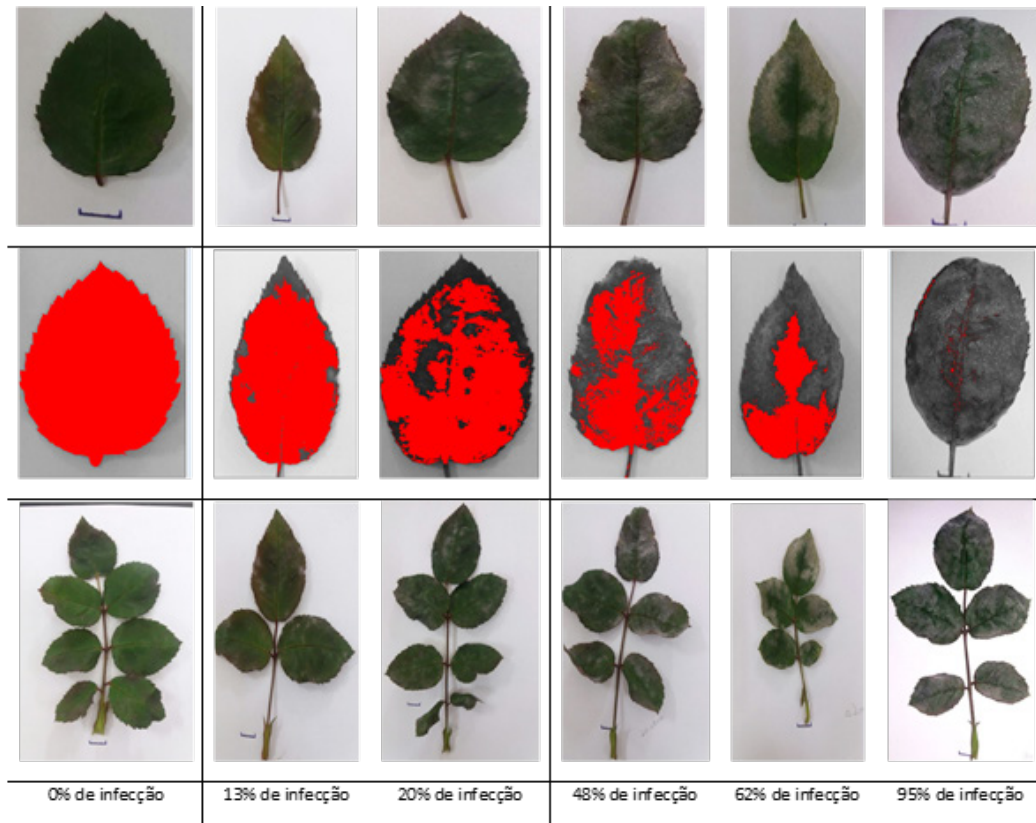 0% de infecção
13% de infecção
20% de infecção
48% de infecção
62% de infecção
95% de infecção